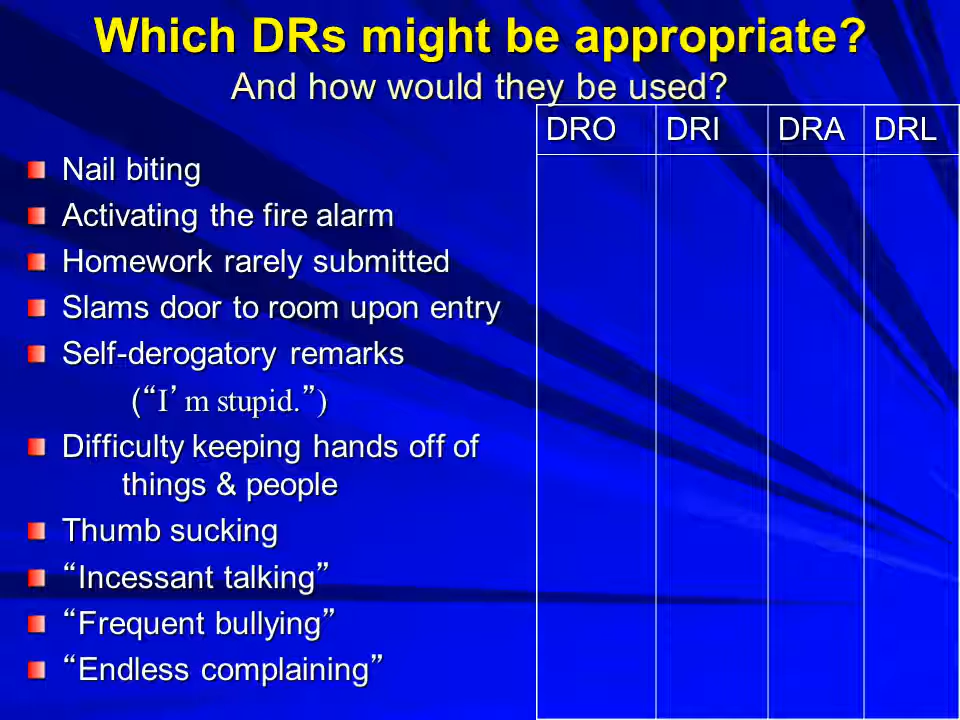 Which DRs might be appropriate?
And how would they be used?
DRO DRI DRA DRL
Nail biting
Activating the fire alarm
Homework rarely submitted
Slams door to room upon entry
Self-derogatory remarks
(“I’m stupid.”)
Difficulty keeping hands off of
things & people
Thumb sucking
“Incessant talking”
“Frequent bullying”
“Endless complaining”